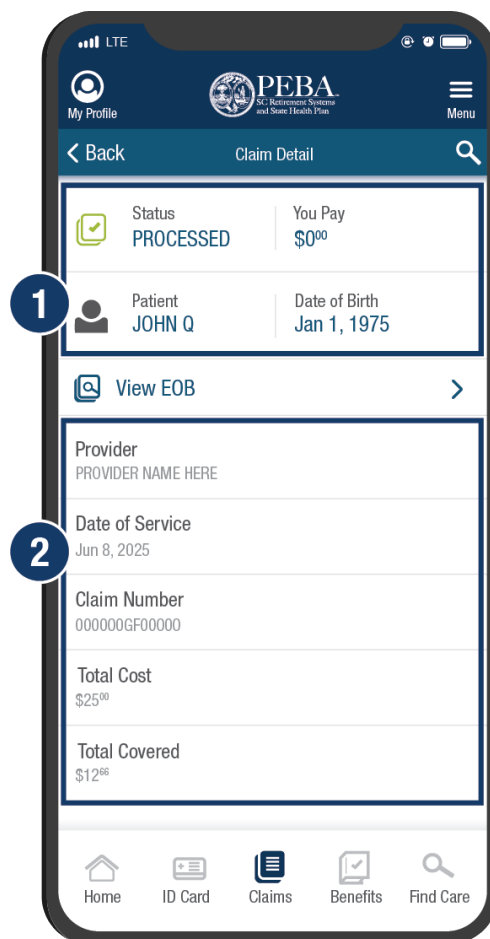 LTE
My Profile
PEBA
SC Retirement Systems
and State Health Plan
Menu
Back
Claim Detail
Status
PROCESSED
You Pay
$0⁰⁰
1
Patient
JOHN Q
Date of Birth
Jan 1, 1975
View EOB
Provider
PROVIDER NAME HERE
2
Date of Service
Jun 8, 2025
Claim Number
000000GF00000
Total Cost
$25⁰⁰
Total Covered
$12⁶⁶
Home
ID Card
Claims
Benefits
Find Care